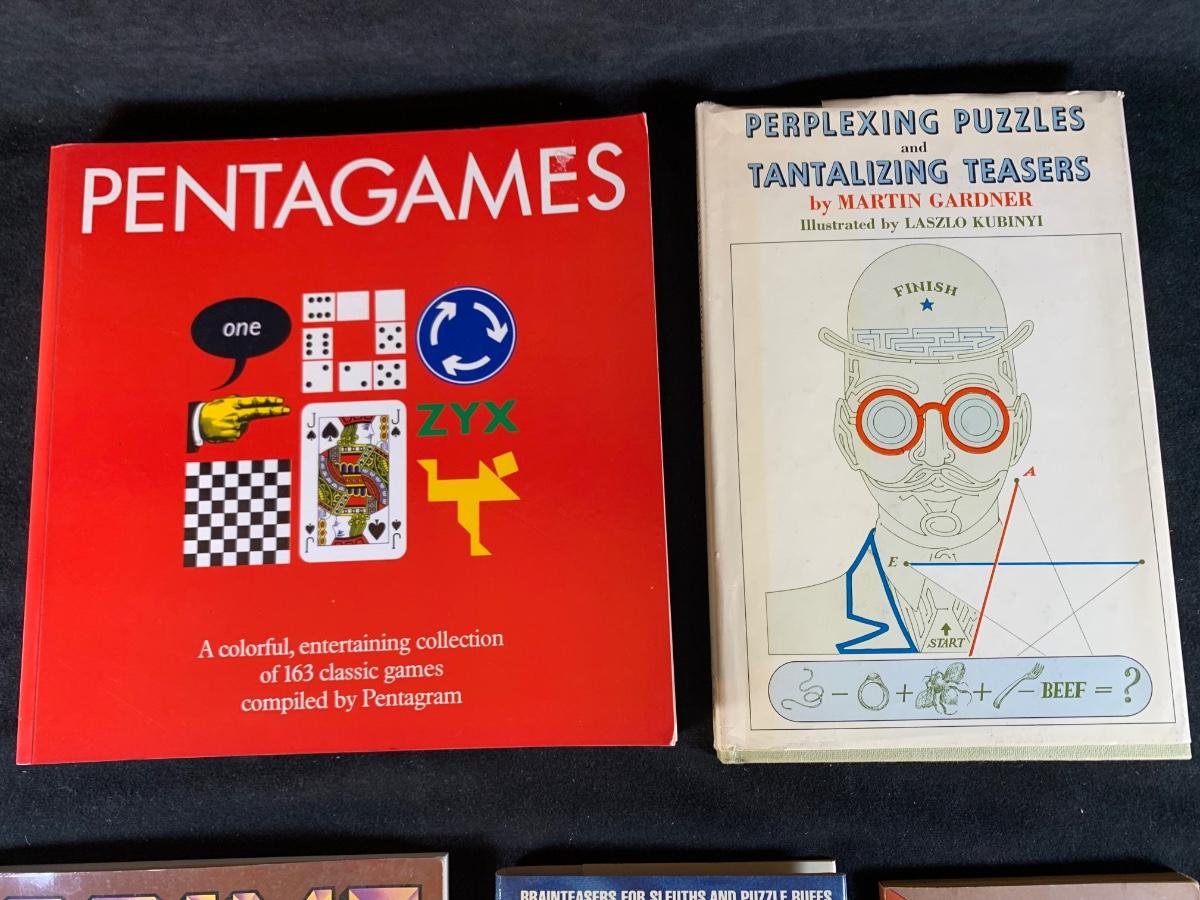 PENTAGAMES
one
J
J
ZYX
J
J
A colorful, entertaining collection
of 163 classic games
compiled by Pentagram
PERPLEXING PUZZLES
and
TANTALIZING TEASERS
by MARTIN GARDNER
Illustrated by LASZLO KUBINYI
FINISH
A
E
START
− + + − BEEF = ?
BRAINTEASERS FOR SLEUTHS AND PUZZLE BUFFS